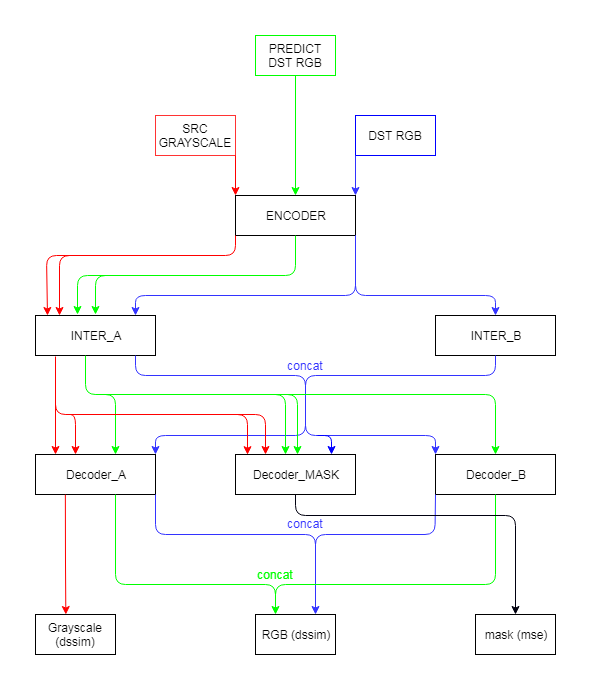 PREDICT
DST RGB
SRC
GRAYSCALE
DST RGB
ENCODER
INTER_A
INTER_B
concat
Decoder_A
Decoder_MASK
Decoder_B
concat
concat
Grayscale
(dssim)
RGB (dssim)
mask (mse)